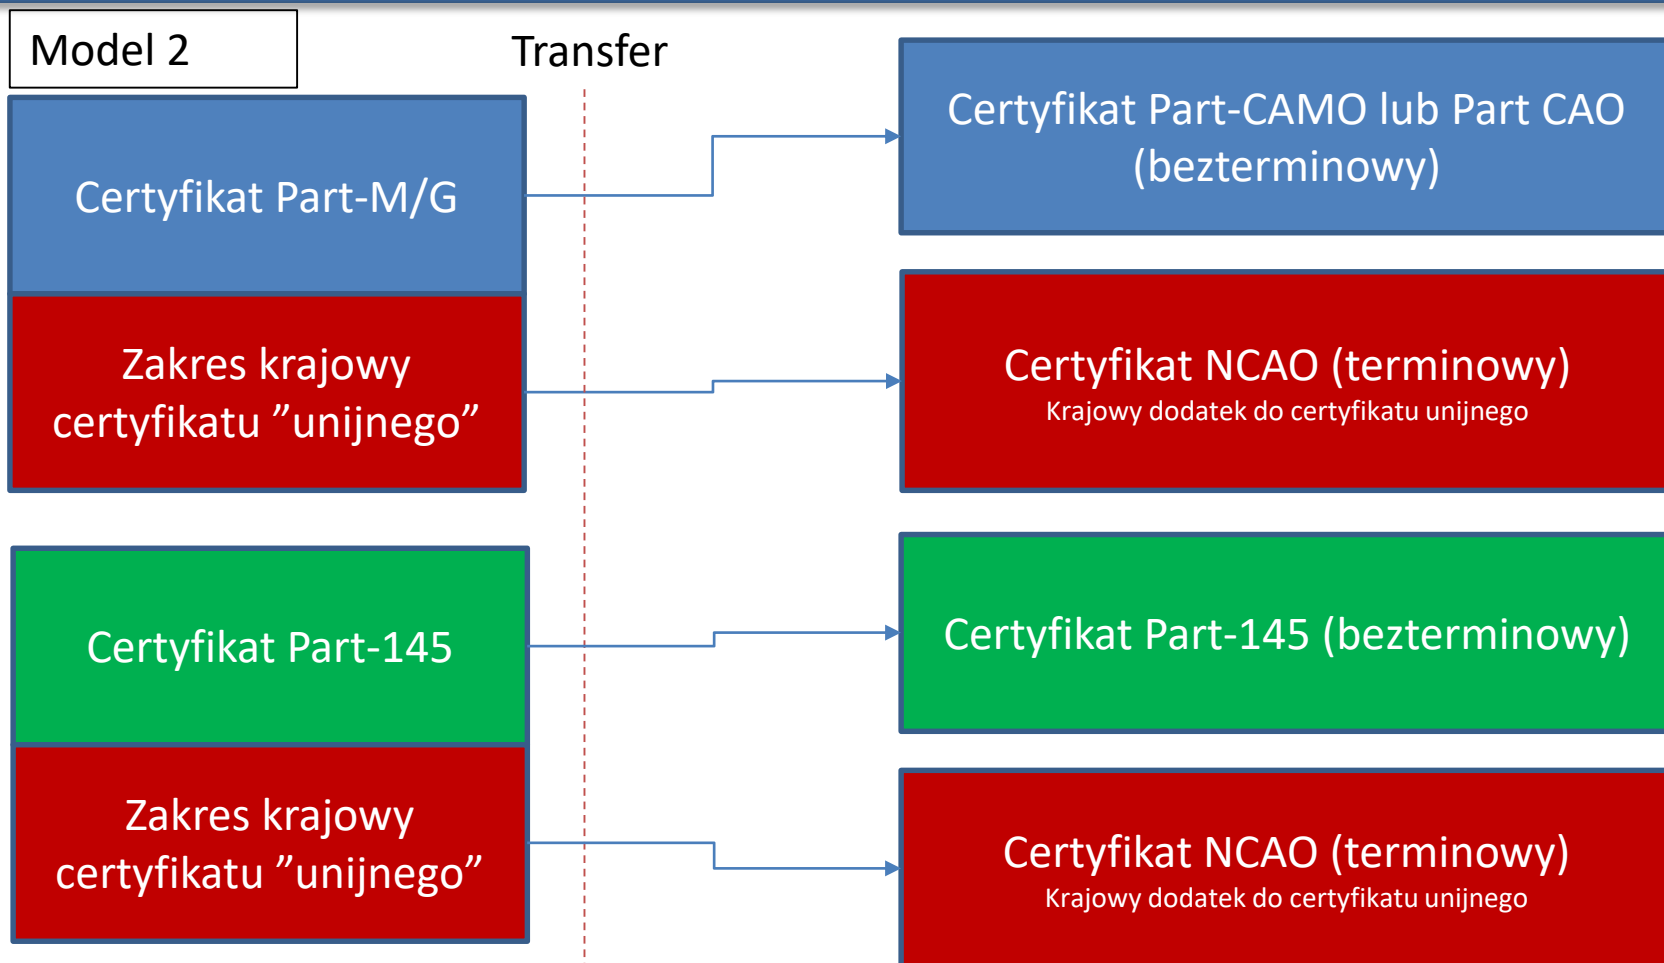 Model 2
Transfer
Certyfikat Part-M/G
Certyfikat Part-CAMO lub Part CAO
(bezterminowy)
Zakres krajowy
certyfikatu ”unijnego”
Certyfikat NCAO (terminowy)
Krajowy dodatek do certyfikatu unijnego
Certyfikat Part-145
Certyfikat Part-145 (bezterminowy)
Zakres krajowy
certyfikatu ”unijnego”
Certyfikat NCAO (terminowy)
Krajowy dodatek do certyfikatu unijnego